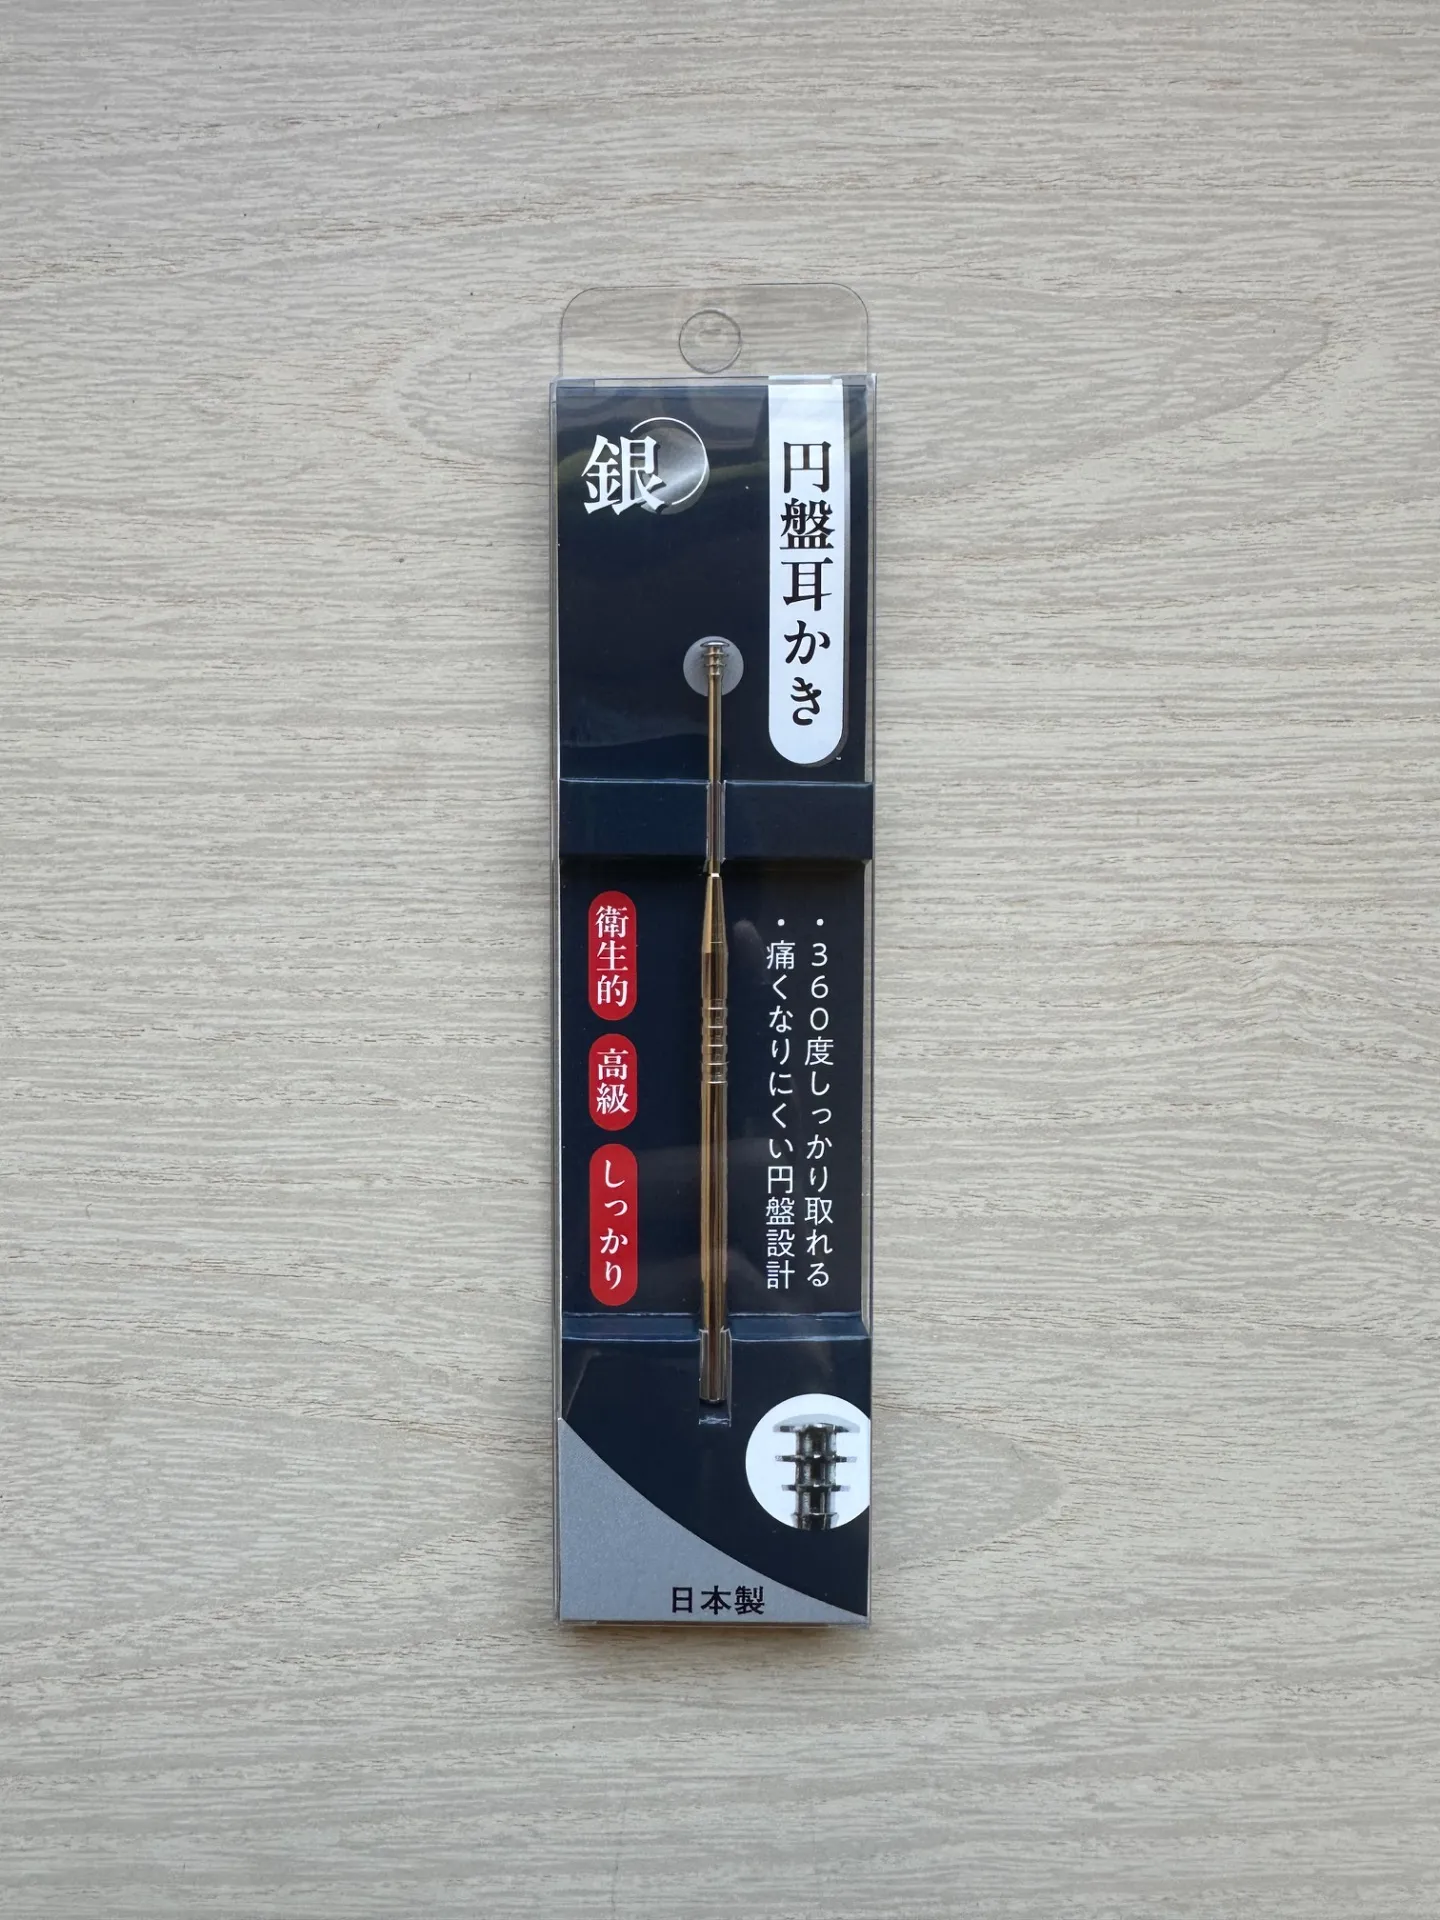 銀
円盤耳かき
・360度しっかり取れる
・痛くなりにくい円盤設計
衛生的
高級
しっかり
日本製